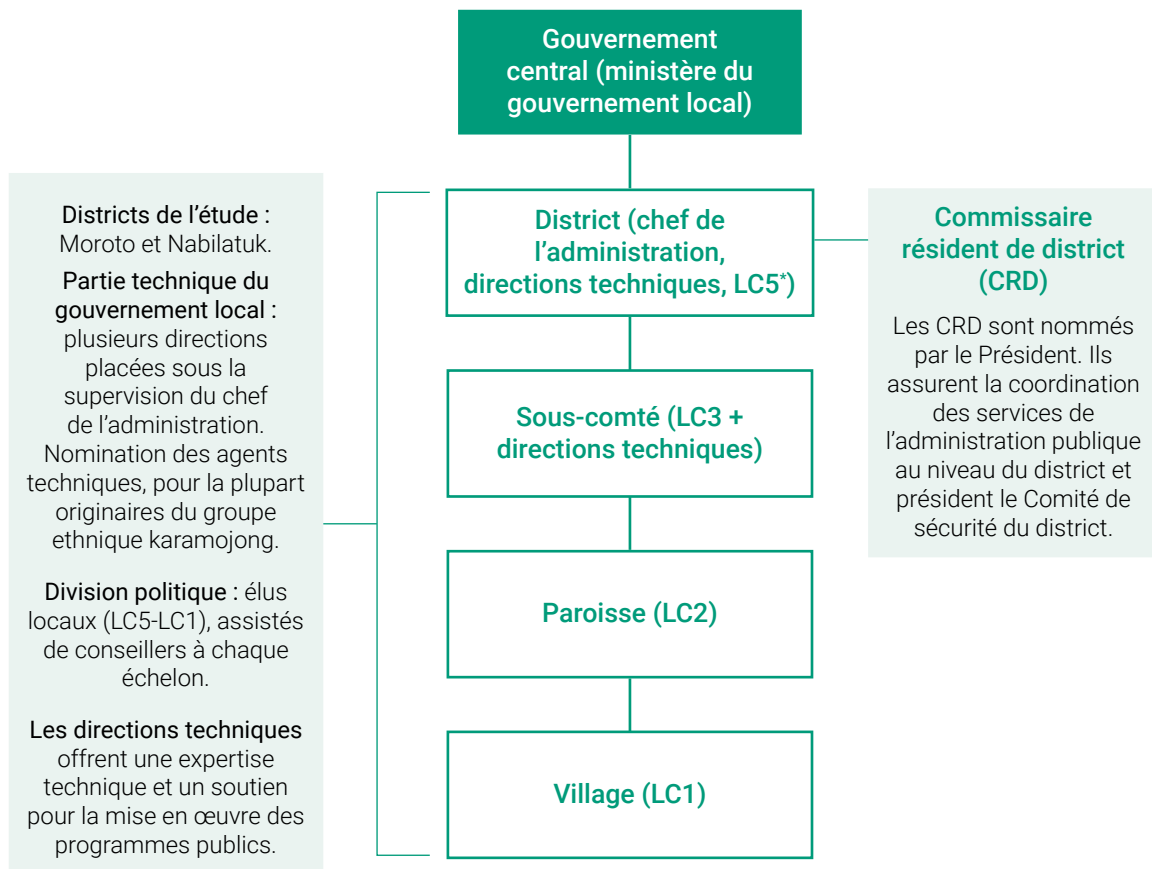 Gouvernement
central (ministère du
gouvernement local)
Districts de l'étude :
Moroto et Nabilatuk.
Partie technique du
gouvernement local :
plusieurs directions
placées sous la
supervision du chef
de l'administration.
Nomination des agents
techniques, pour la plupart
originaires du groupe
ethnique karamojong.
Division politique : élus
locaux (LC5-LC1), assistés
de conseillers à chaque
échelon.
Les directions techniques
offrent une expertise
technique et un soutien
pour la mise en œuvre des
programmes publics.
District (chef de
l'administration,
directions techniques, LC5*)
Sous-comté (LC3 +
directions techniques)
Paroisse (LC2)
Village (LC1)
Commissaire
résident de district
(CRD)
Les CRD sont nommés
par le Président. Ils
assurent la coordination
des services de
l'administration publique
au niveau du district et
président le Comité de
sécurité du district.